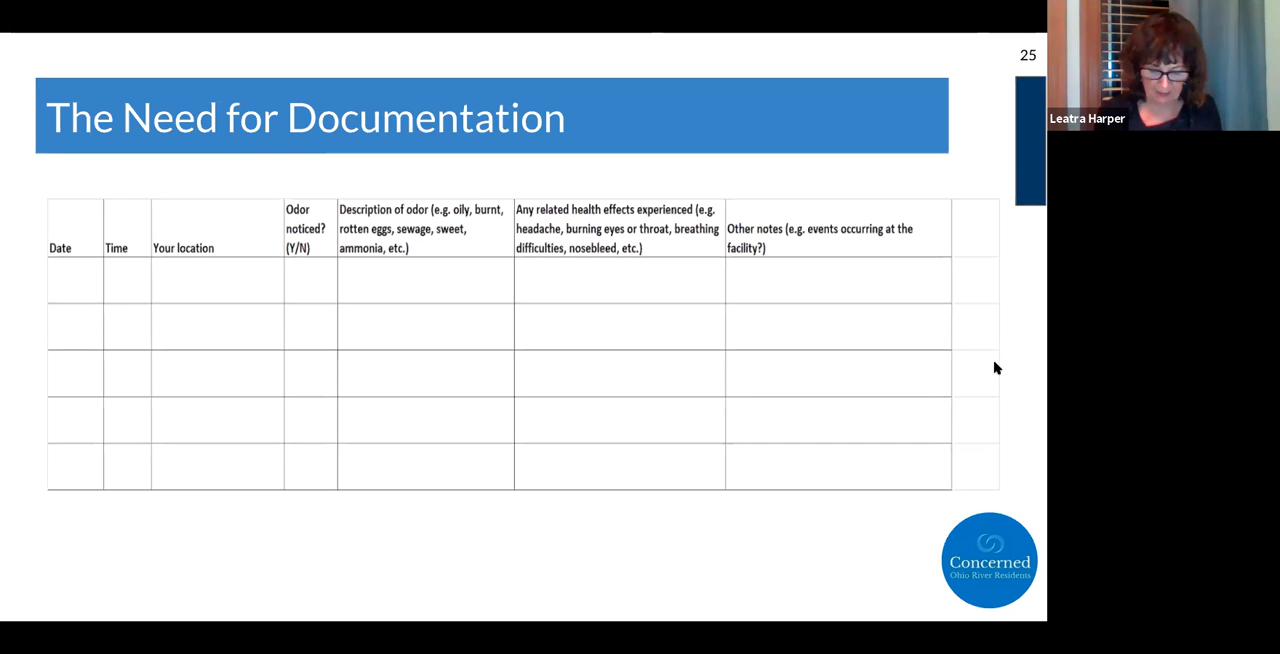 25
The Need for Documentation
Leatra Harper
Date
Time
Your location
Odor
noticed?
(Y/N)
Description of odor (e.g. oily, burnt,
rotten eggs, sewage, sweet,
ammonia, etc.)
Any related health effects experienced (e.g.
headache, burning eyes or throat, breathing
difficulties, nosebleed, etc.)
Other notes (e.g. events occurring at the
facility?)
Concerned
Ohio River Residents